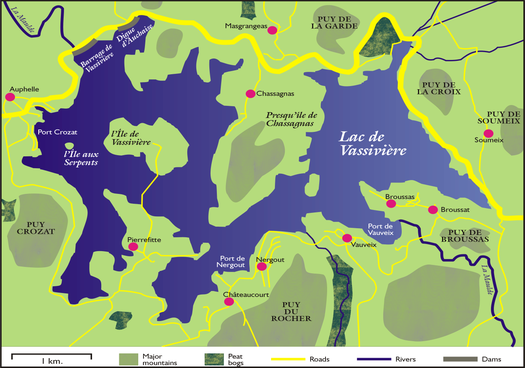 La Maulde
Masgrangeas
PUY DE
LA GARDE
Digue
d'Auchaise
Barrage de
Vassivière
Auphelle
Chassagnas
PUY DE
LA CROIX
PUY DE
SOUMEIX
Soumeix
Port Crozat
l'Île de
Vassivière
Presqu'île de
Chassagnas
Lac de
Vassivière
l'Ile aux
Serpents
Broussas
Broussat
PUY
CROZAT
Pierrefitte
Port de
Vauveix
Vauveix
PUY DE
BROUSSAS
Port de
Nergout
Nergout
La Maulde
Châteaucourt
PUY
DU
ROCHER
1 km.
Major
mountains
Peat
bogs
Roads
Rivers
Dams